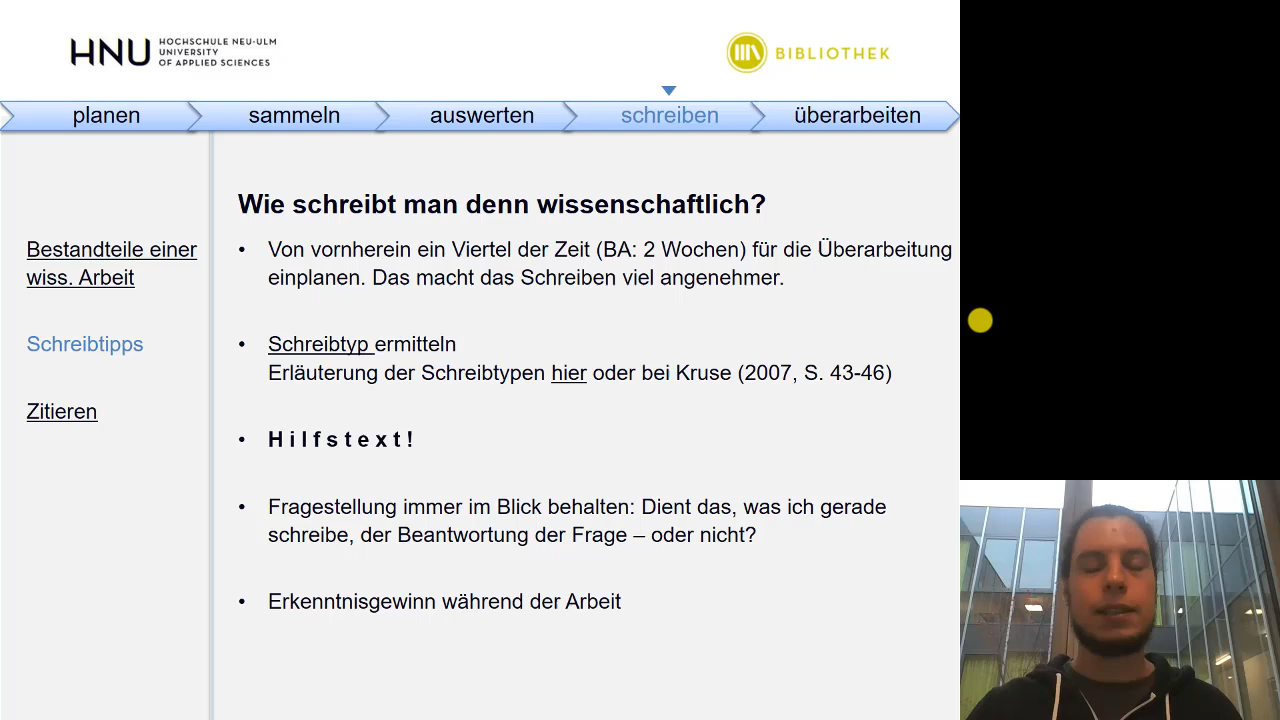 HNU HOCHSCHULE NEU-ULM
UNIVERSITY
OF APPLIED SCIENCES
BIBLIOTHEK
planen sammeln auswerten schreiben überarbeiten
Bestandteile einer
wiss. Arbeit
Schreibtipps
Zitieren
Wie schreibt man denn wissenschaftlich?
• Von vornherein ein Viertel der Zeit (BA: 2 Wochen) für die Überarbeitung
einplanen. Das macht das Schreiben viel angenehmer.
• Schreibtyp ermitteln
Erläuterung der Schreibtypen hier oder bei Kruse (2007, S. 43-46)
• H i l f s t e x t !
• Fragestellung immer im Blick behalten: Dient das, was ich gerade
schreibe, der Beantwortung der Frage – oder nicht?
• Erkenntnisgewinn während der Arbeit